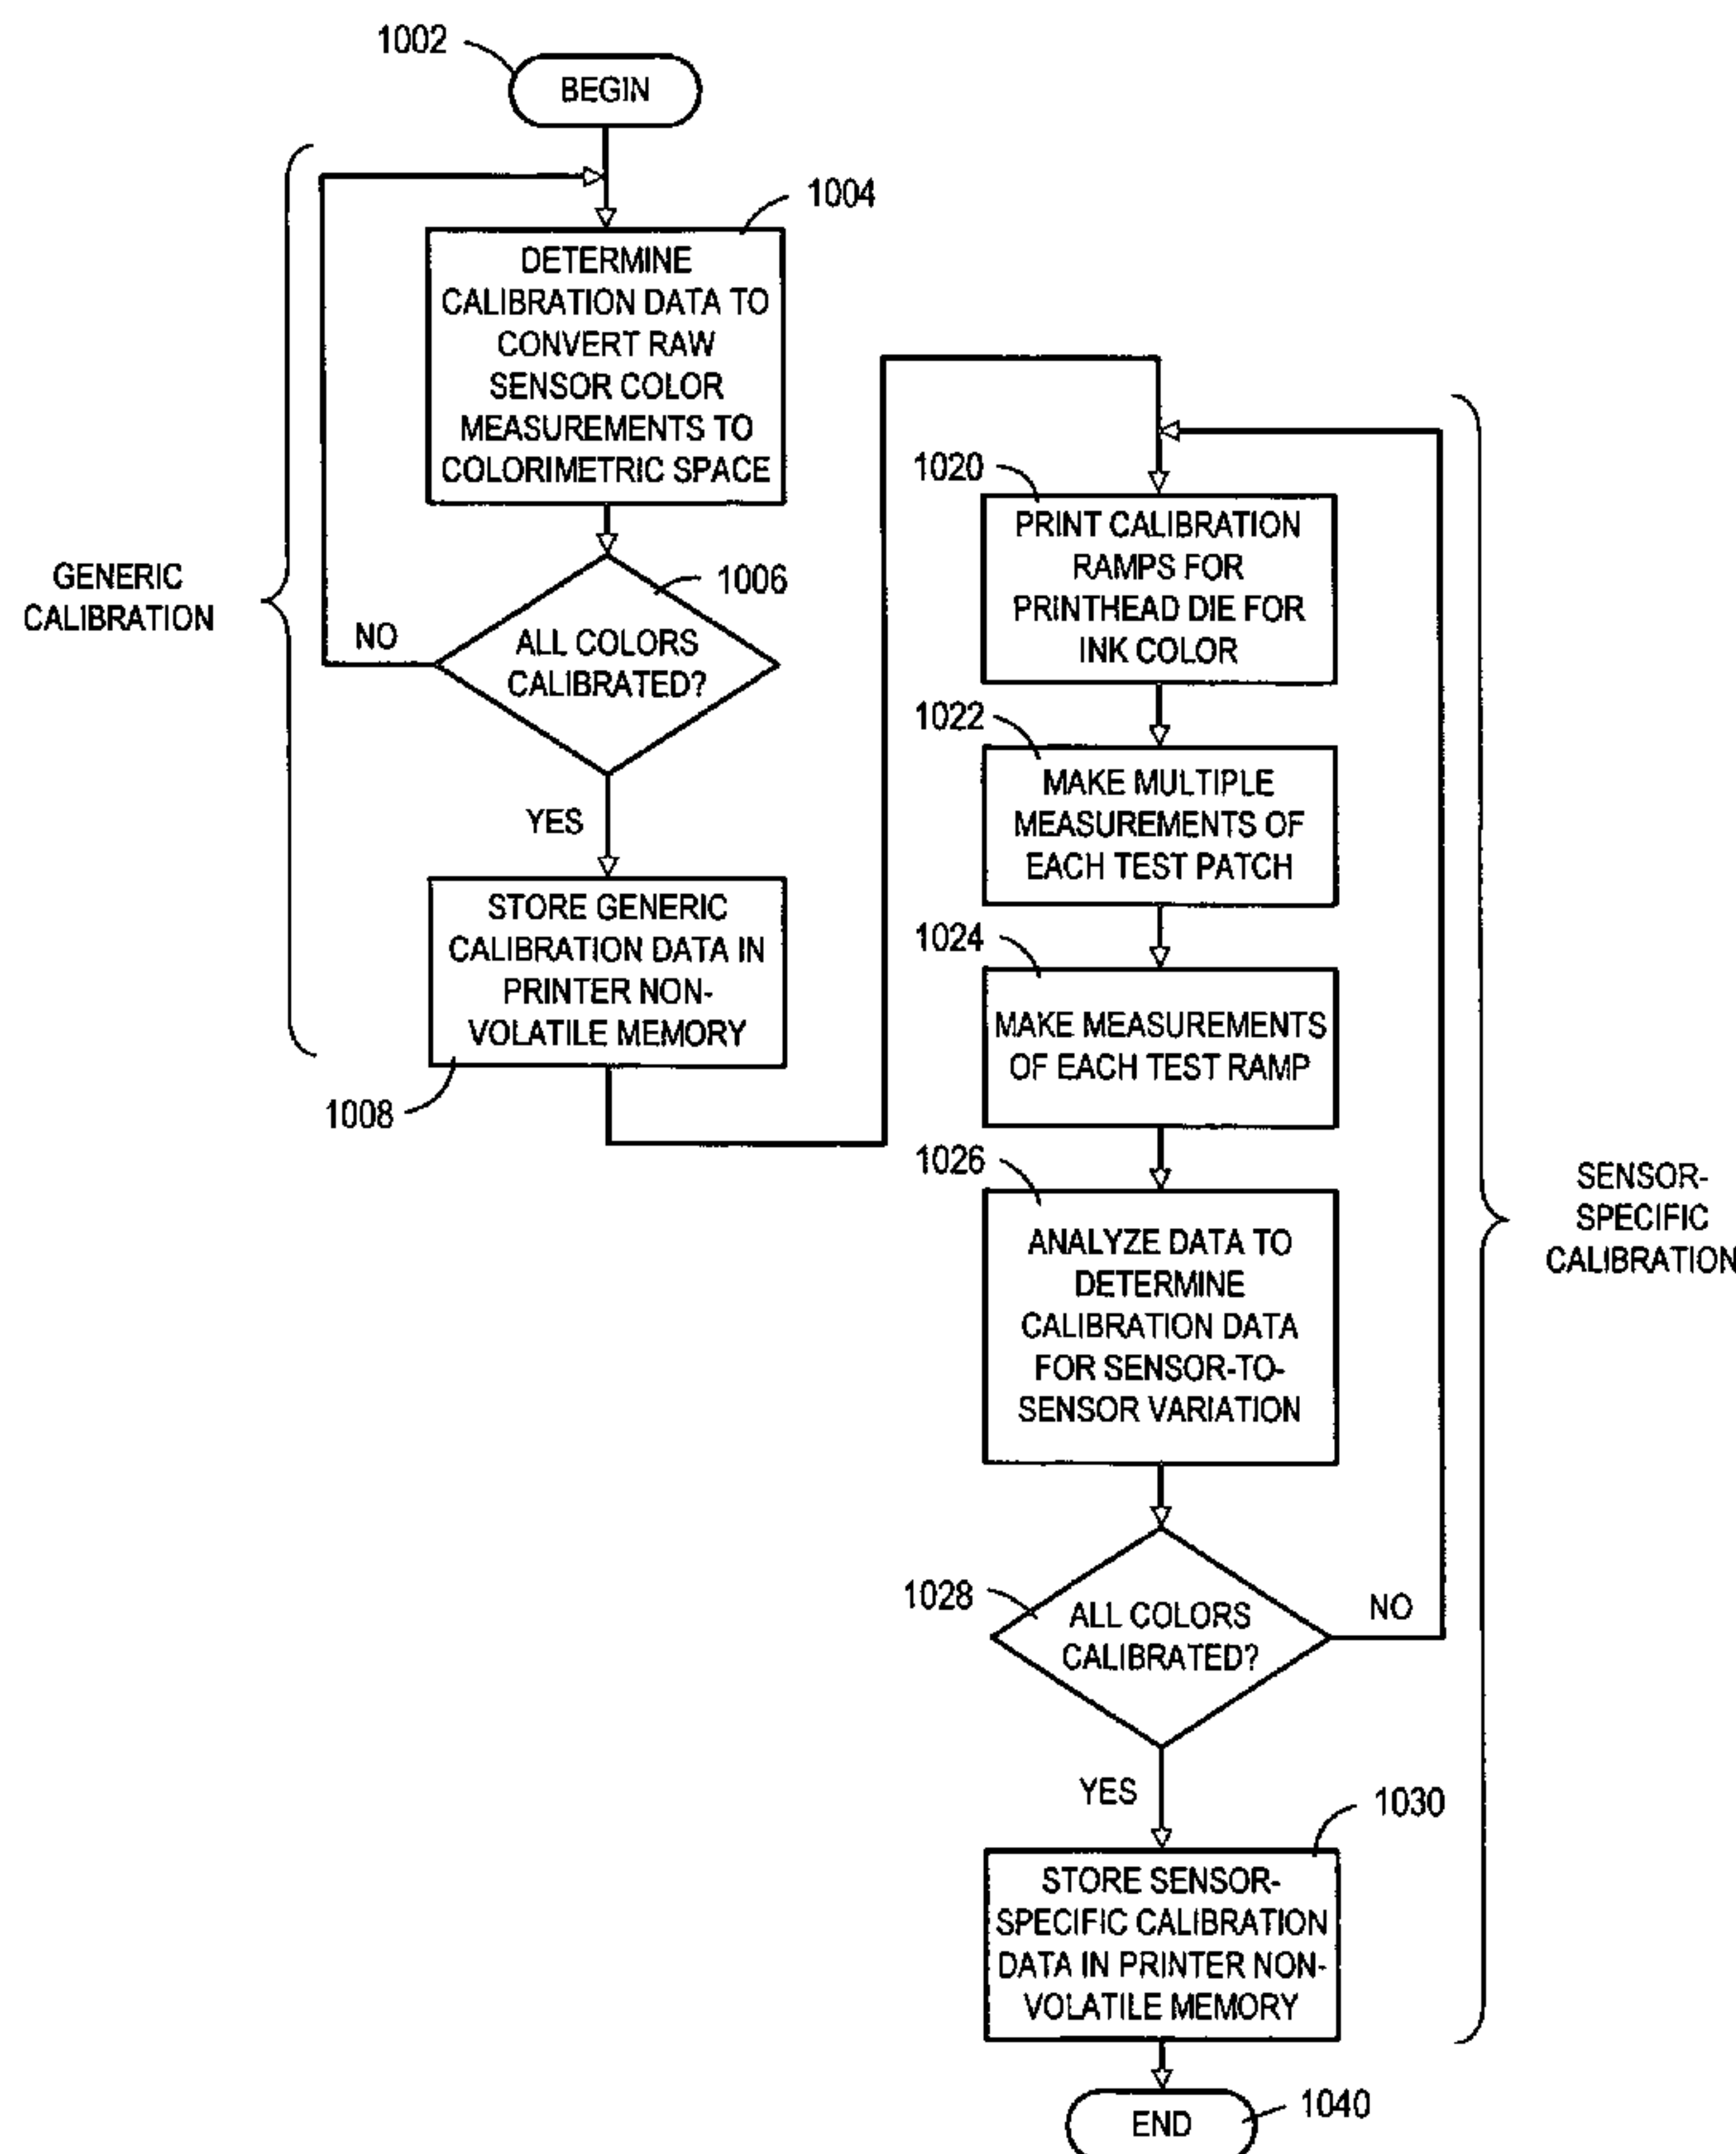 1002
BEGIN
1004
DETERMINE
CALIBRATION DATA TO
CONVERT RAW
SENSOR COLOR
MEASUREMENTS TO
COLORIMETRIC SPACE
1006
ALL COLORS
CALIBRATED?
NO
GENERIC
CALIBRATION
YES
STORE GENERIC
CALIBRATION DATA IN
PRINTER NON-
VOLATILE MEMORY
1008
1020
PRINT CALIBRATION
RAMPS FOR
PRINTHEAD DIE FOR
INK COLOR
1022
MAKE MULTIPLE
MEASUREMENTS OF
EACH TEST PATCH
1024
MAKE MEASUREMENTS
OF EACH TEST RAMP
1026
ANALYZE DATA TO
DETERMINE
CALIBRATION DATA
FOR SENSOR-TO-
SENSOR VARIATION
SENSOR-
SPECIFIC
CALIBRATION
1028
ALL COLORS
CALIBRATED?
NO
YES
1030
STORE SENSOR-
SPECIFIC CALIBRATION
DATA IN PRINTER NON-
VOLATILE MEMORY
END
1040